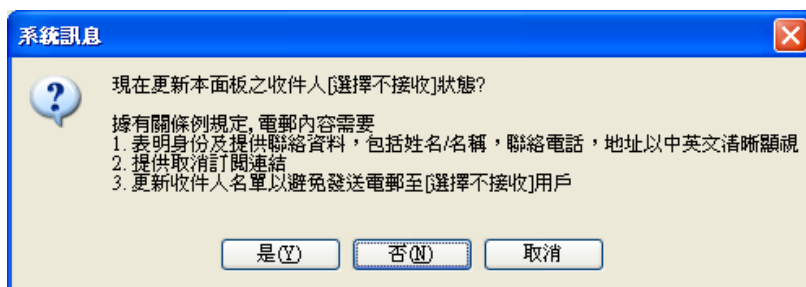 系統訊息
現在更新本面板之收件人[選擇不接收]狀態?
據有關條例規定, 電郵內容需要
1. 表明身份及提供聯絡資料，包括姓名/名稱，聯絡電話，地址以中英文清晰顯視
2. 提供取消訂閱連結
3. 更新收件人名單以避免發送電郵至[選擇不接收]用戶
是(Y) 否(N) 取消